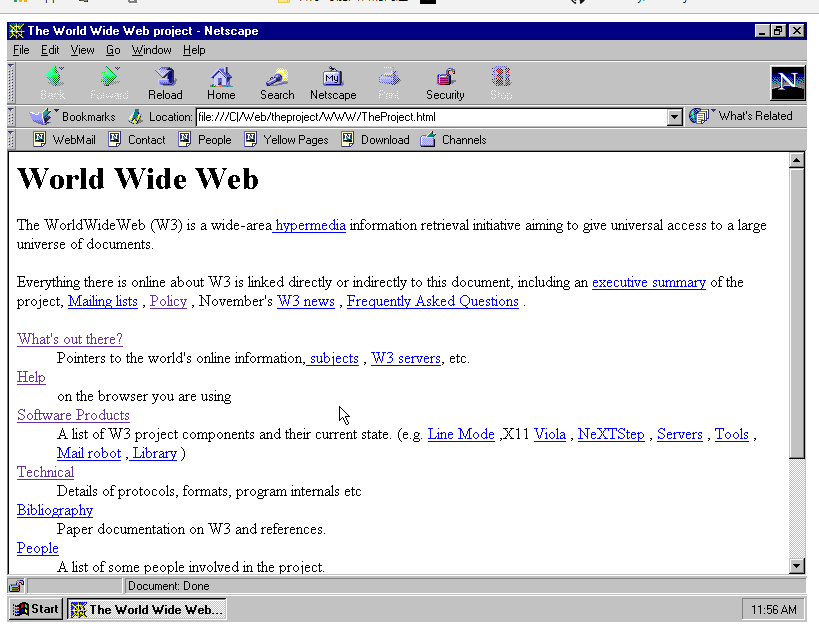 The World Wide Web project - Netscape
File Edit View Go Window Help
Back Forward Reload Home Search Netscape Print Security Stop
My
N
Bookmarks Location: file:///C|/Web/theproject/WWW/TheProject.html What's Related
WebMail Contact People Yellow Pages Download Channels
World Wide Web
The WorldWideWeb (W3) is a wide-area hypermedia information retrieval initiative aiming to give universal access to a large
universe of documents.
Everything there is online about W3 is linked directly or indirectly to this document, including an executive summary of the
project, Mailing lists , Policy , November's W3 news , Frequently Asked Questions .
What's out there?
Pointers to the world's online information, subjects , W3 servers, etc.
Help
on the browser you are using
Software Products
A list of W3 project components and their current state. (e.g. Line Mode ,X11 Viola , NeXTStep , Servers , Tools ,
Mail robot , Library )
Technical
Details of protocols, formats, program internals etc
Bibliography
Paper documentation on W3 and references.
People
A list of some people involved in the project.
Document: Done
Start The World Wide Web... 11:56 AM